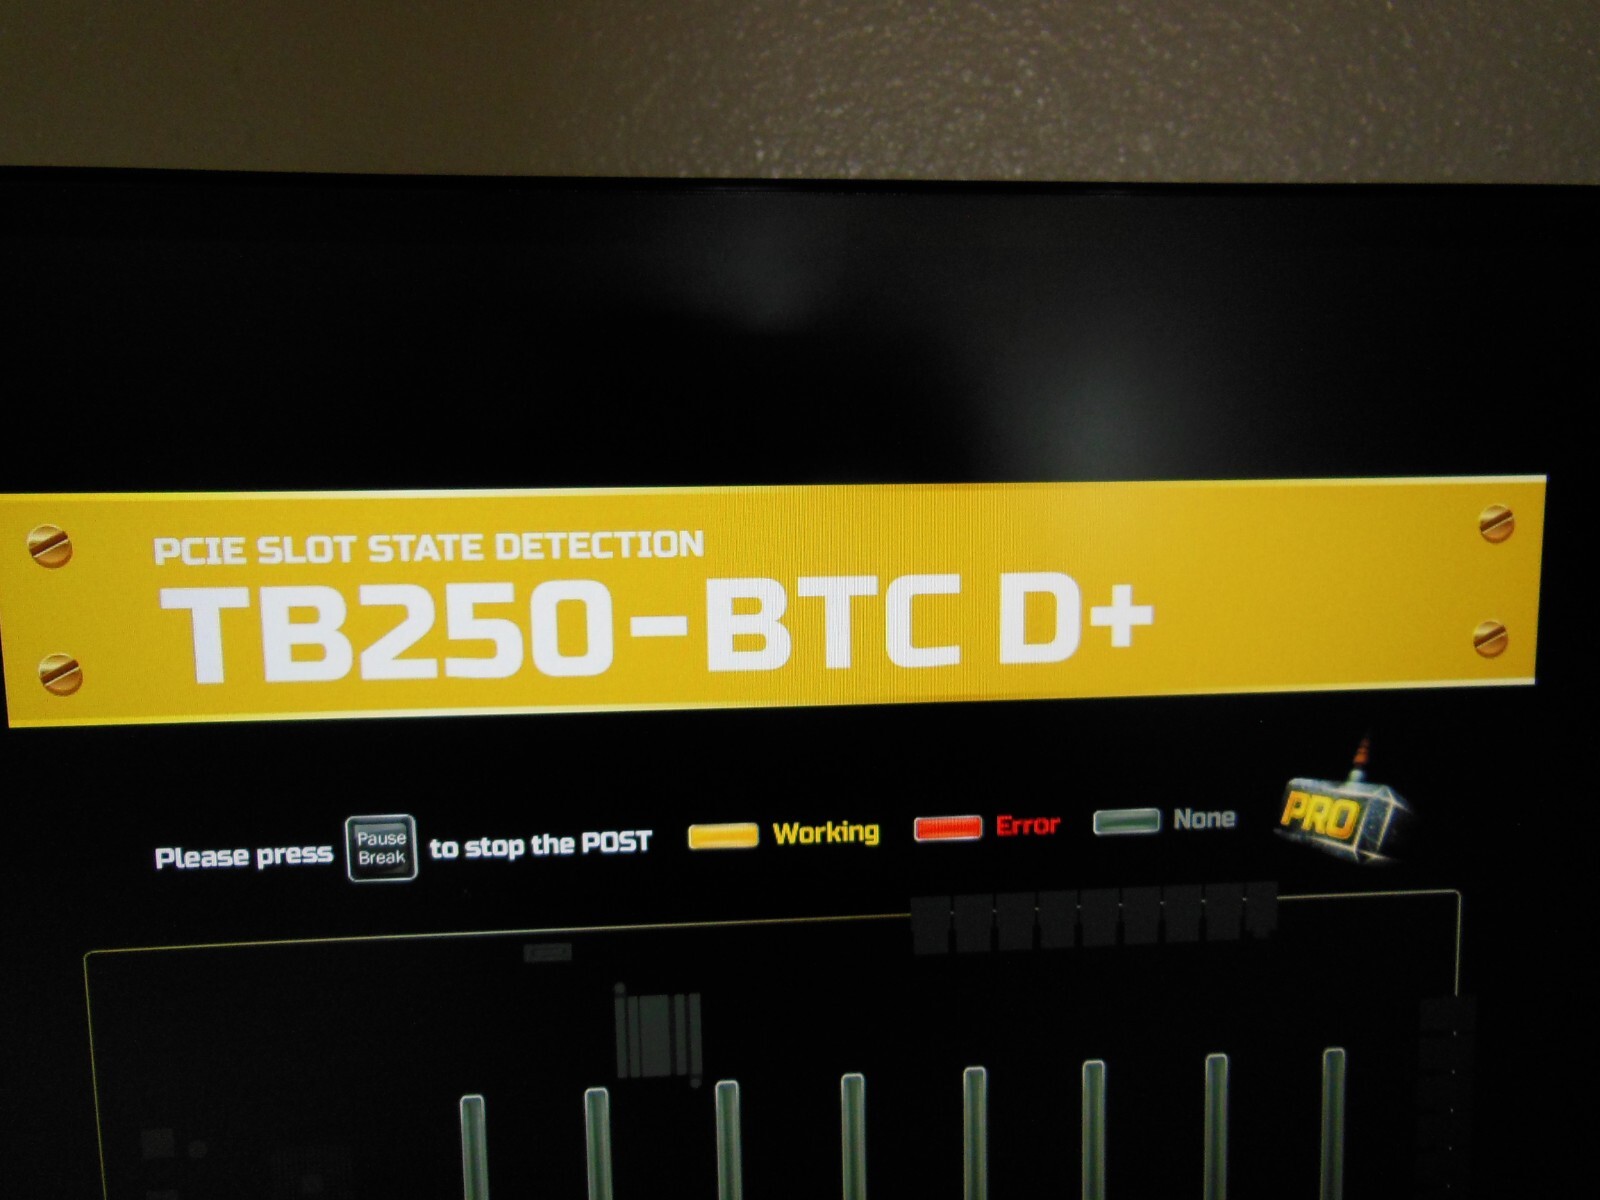 PCIE SLOT STATE DETECTION
TB250-BTC D+
Please press Pause Break to stop the POST Working Error None PRO